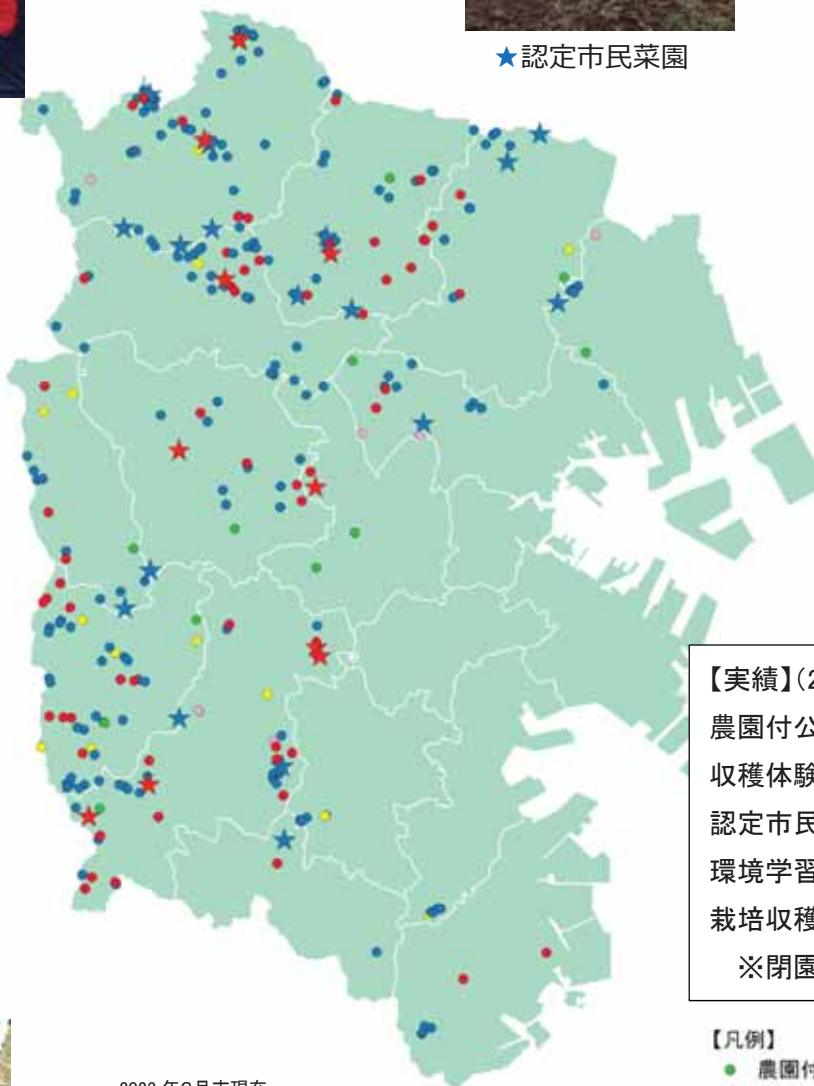 ★認定市民菜園
【実績】(2
農園付公
収穫体験
認定市民
環境学習
栽培収穫
※閉園
【凡例】
● 農園付